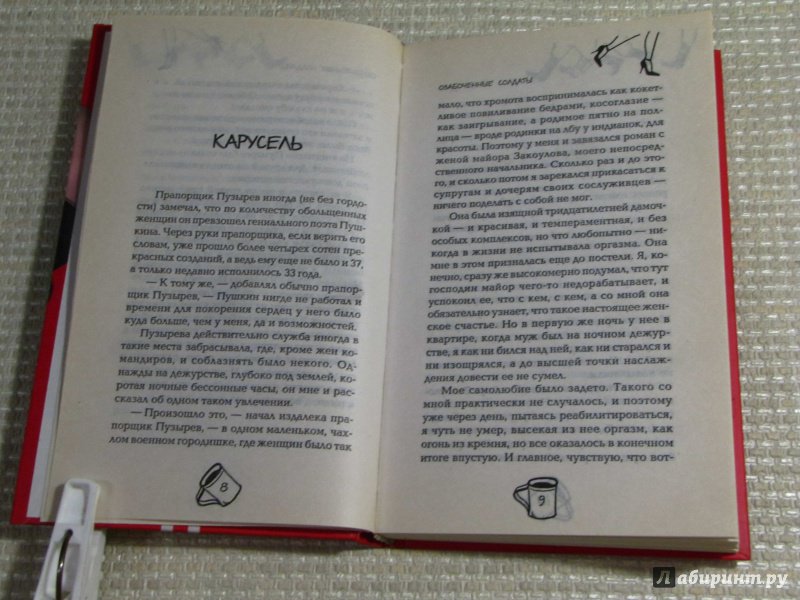 КАРУСЕЛЬ
Прапорщик Пузырев иногда (не без гордо-
сти) замечал, что по количеству обольщенных
женщин он превзошел гениального поэта Пуш-
кина. Через руки прапорщика, если верить его
словам, уже прошло более четырех сотен пре-
красных созданий, а ведь ему еще не было и 37,
а только недавно исполнилось 33 года.
— К тому же, — добавлял обычно прапор-
щик Пузырев, — Пушкин нигде не работал и
времени для покорения сердец у него было
куда больше, чем у меня, да и возможностей.
Пузырева действительно служба иногда в
такие места забрасывала, где, кроме жен ко-
мандиров, и соблазнять было некого. Од-
нажды на дежурстве, глубоко под землей, ко-
ротая ночные бессонные часы, он мне и рас-
сказал об одном таком увлечении.
— Произошло это, — начал издалека пра-
порщик Пузырев, — в одном маленьком, чах-
лом военном городишке, где женщин было так
8
ОЗАБОЧЕННЫЕ СОЛДАТЫ
мало, что хромота воспринималась как кокет-
ливое повиливание бедрами, косоглазие —
как заигрывание, а родимое пятно на пол-
лица — вроде родинки на лбу у индианок, для
красоты. Поэтому у меня и завязался роман с
женой майора Закоулова, моего непосред-
ственного начальника. Сколько раз и до это-
го, и сколько потом я зарекался прикасаться к
супругам и дочерям своих сослуживцев —
ничего поделать с собой не мог.
Она была изящной тридцатилетней дамоч-
кой — и красивая, и темпераментная, и без
особых комплексов, но что любопытно — ни-
когда в жизни не испытывала оргазма. Она
мне в этом призналась еще до постели. Я, ко-
нечно, сразу же высокомерно подумал, что тут
господин майор чего-то недорабатывает, и
успокоил ее, что с кем, с кем, а со мной она
обязательно узнает, что такое настоящее жен-
ское счастье. Но в первую же ночь у нее в
квартире, когда муж был на ночном дежур-
стве, я как ни бился над ней, как ни старался и
ни изощрялся, а до высшей точки наслаж-
дения довести ее не сумел.
Мое самолюбие было задето. Такого со
мной практически не случалось, и поэтому
уже через день, пытаясь реабилитироваться,
я чуть не умер, высекая из нее оргазм, как
огонь из кремня, но все оказалось в конечном
итоге впустую. И главное, чувствую, что вот-
9
Лабиринт.ру